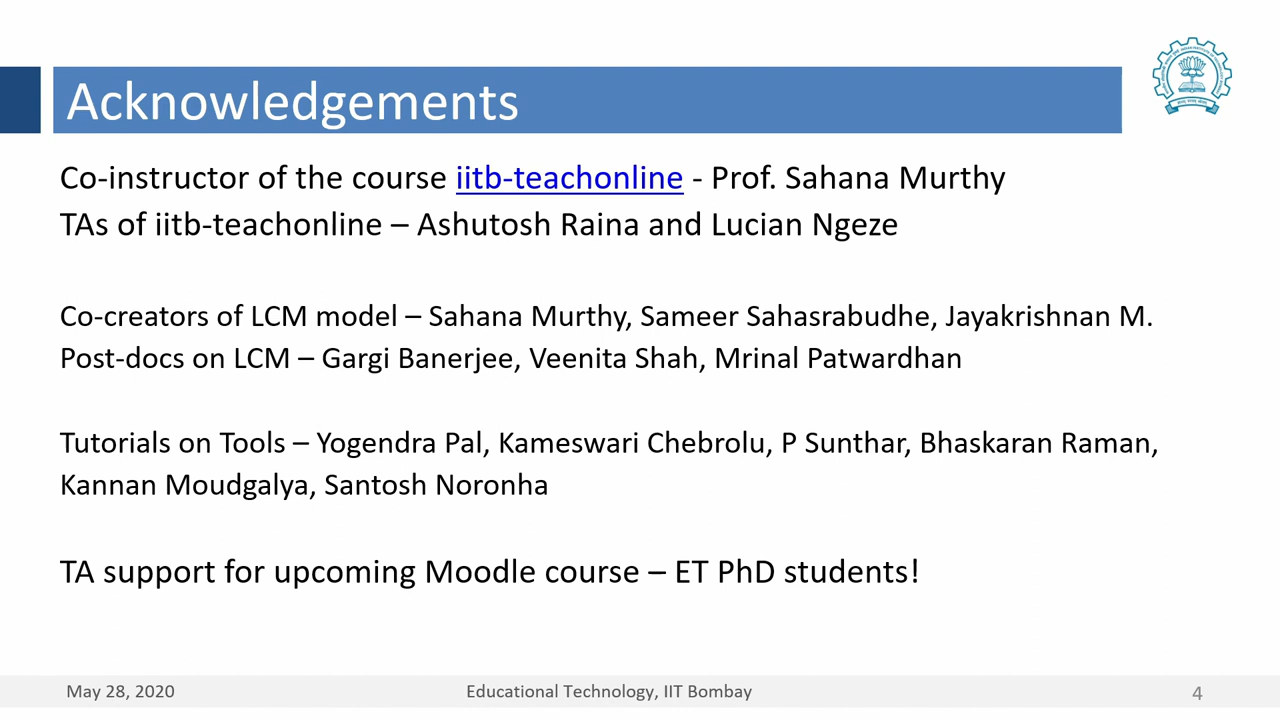 Acknowledgements
Co-instructor of the course iitb-teachonline - Prof. Sahana Murthy
TAs of iitb-teachonline – Ashutosh Raina and Lucian Ngeze
Co-creators of LCM model – Sahana Murthy, Sameer Sahasrabudhe, Jayakrishnan M.
Post-docs on LCM – Gargi Banerjee, Veenita Shah, Mrinal Patwardhan
Tutorials on Tools – Yogendra Pal, Kameswari Chebrolu, P Sunthar, Bhaskaran Raman,
Kannan Moudgalya, Santosh Noronha
TA support for upcoming Moodle course – ET PhD students!
May 28, 2020
Educational Technology, IIT Bombay
4